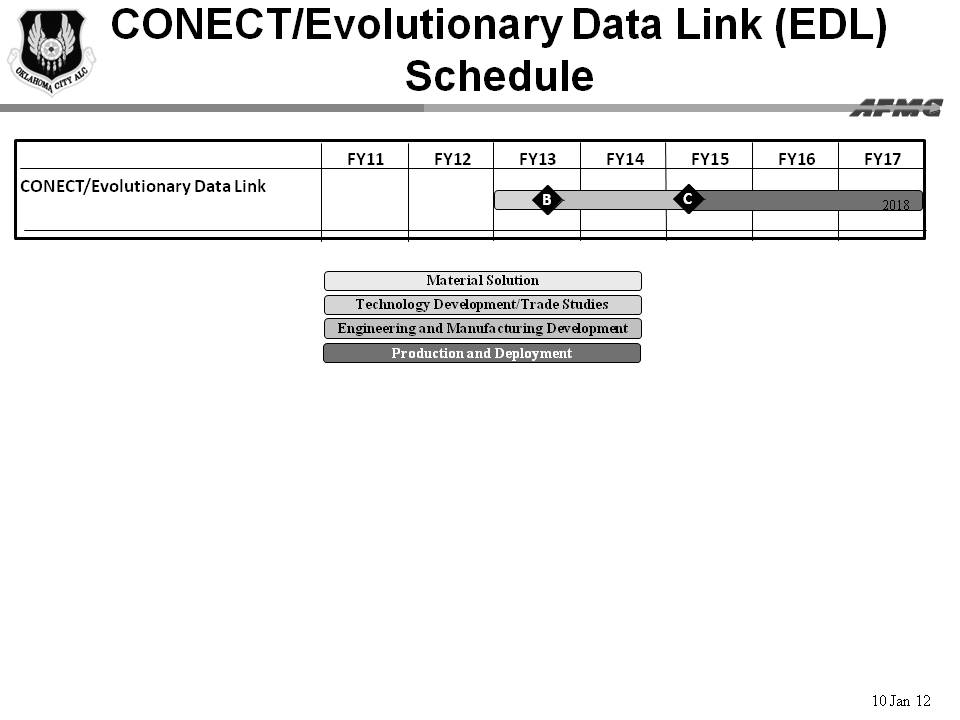 CONECT/Evolutionary Data Link (EDL)
Schedule
OKLAHOMA CITY ALC
AFMC
FY11 FY12 FY13 FY14 FY15 FY16 FY17
CONECT/Evolutionary Data Link
B C
2018
Material Solution
Technology Development/Trade Studies
Engineering and Manufacturing Development
Production and Deployment
10 Jan 12